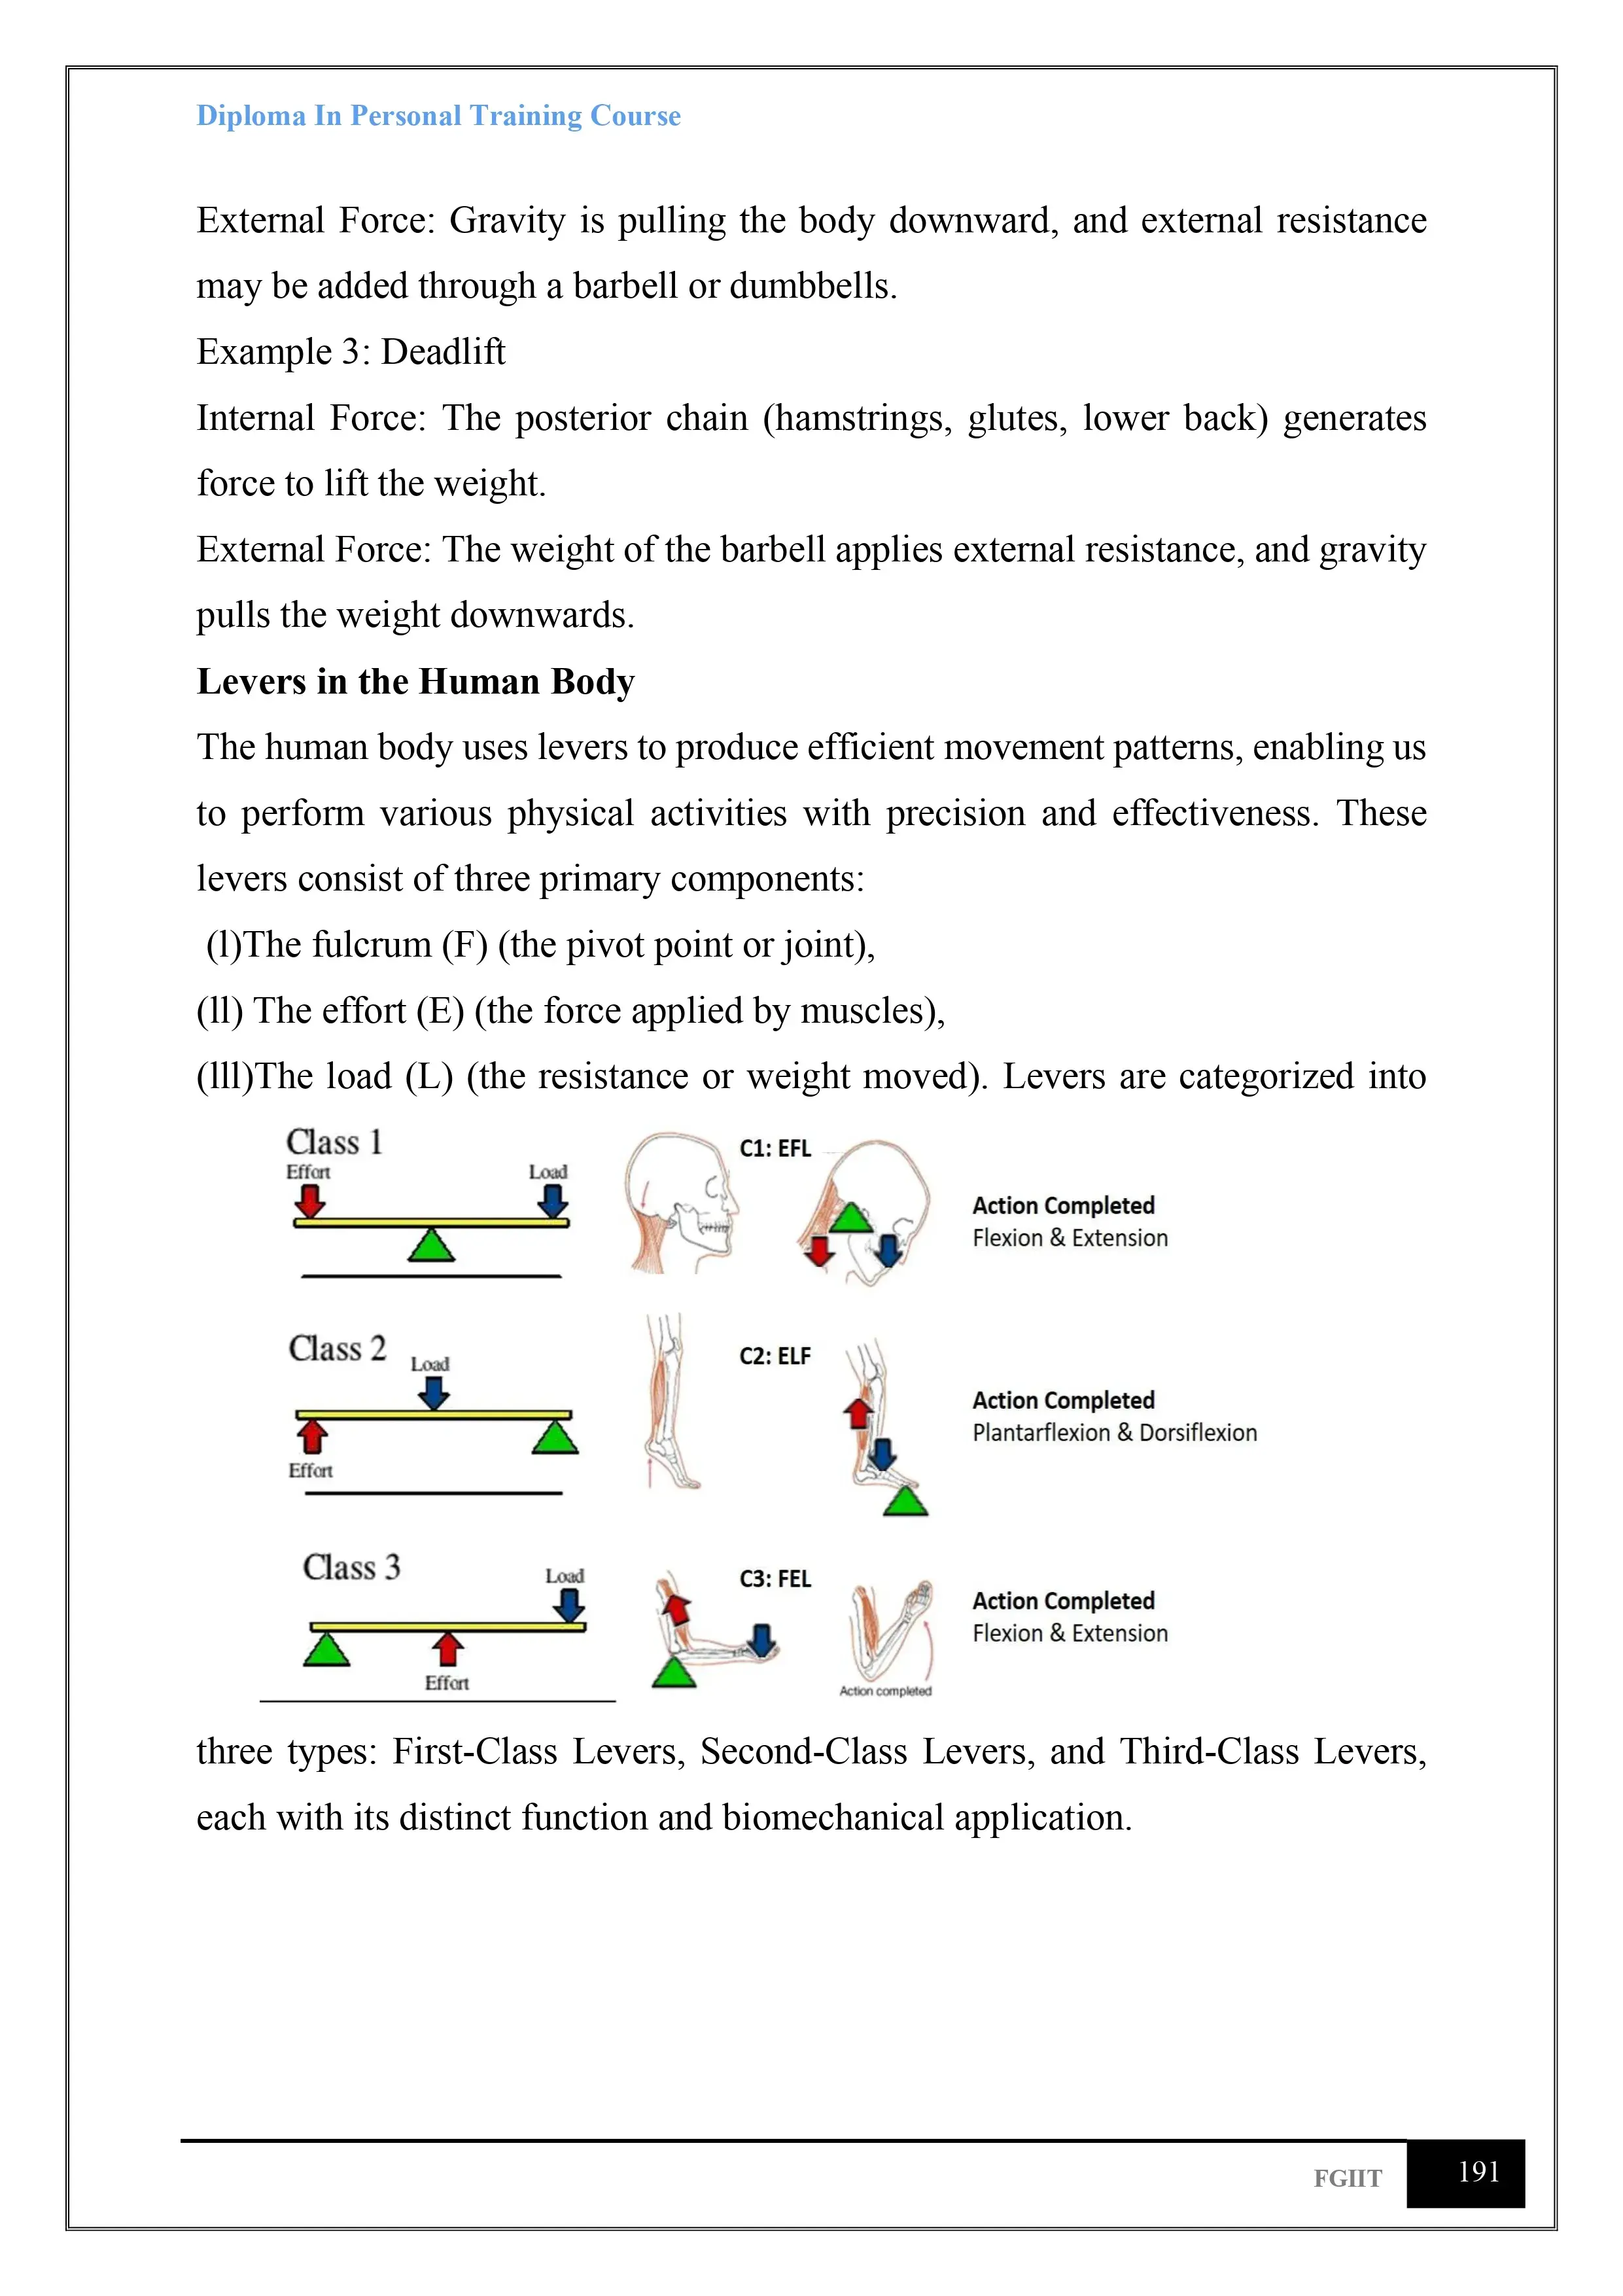 Diploma In Personal Training Course
External Force: Gravity is pulling the body downward, and external resistance
may be added through a barbell or dumbbells.
Example 3: Deadlift
Internal Force: The posterior chain (hamstrings, glutes, lower back) generates
force to lift the weight.
External Force: The weight of the barbell applies external resistance, and gravity
pulls the weight downwards.
Levers in the Human Body
The human body uses levers to produce efficient movement patterns, enabling us
to perform various physical activities with precision and effectiveness. These
levers consist of three primary components:
(l)The fulcrum (F) (the pivot point or joint),
(ll) The effort (E) (the force applied by muscles),
(lll)The load (L) (the resistance or weight moved). Levers are categorized into
Class 1
Effort
Load
C1: EFL
Action Completed
Flexion & Extension
Class 2
Load
Effort
C2: ELF
Action Completed
Plantarflexion & Dorsiflexion
Class 3
Load
Effort
C3: FEL
Action completed
Action Completed
Flexion & Extension
three types: First-Class Levers, Second-Class Levers, and Third-Class Levers,
each with its distinct function and biomechanical application.
FGIIT
191